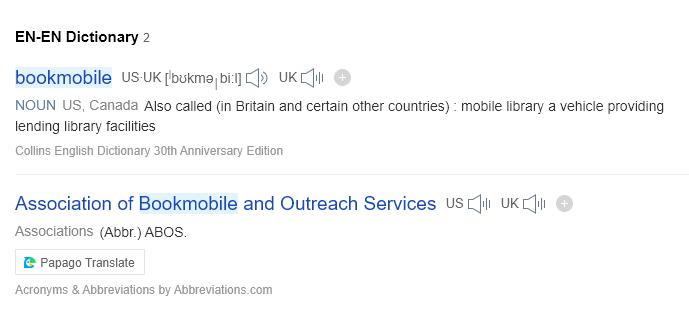 EN-EN Dictionary 2
bookmobile US·UK [ˈbʊkməˌbi:l] UK
NOUN US, Canada Also called (in Britain and certain other countries) : mobile library a vehicle providing
lending library facilities
Collins English Dictionary 30th Anniversary Edition
Association of Bookmobile and Outreach Services US UK
Associations (Abbr.) ABOS.
Papago Translate
Acronyms & Abbreviations by Abbreviations.com